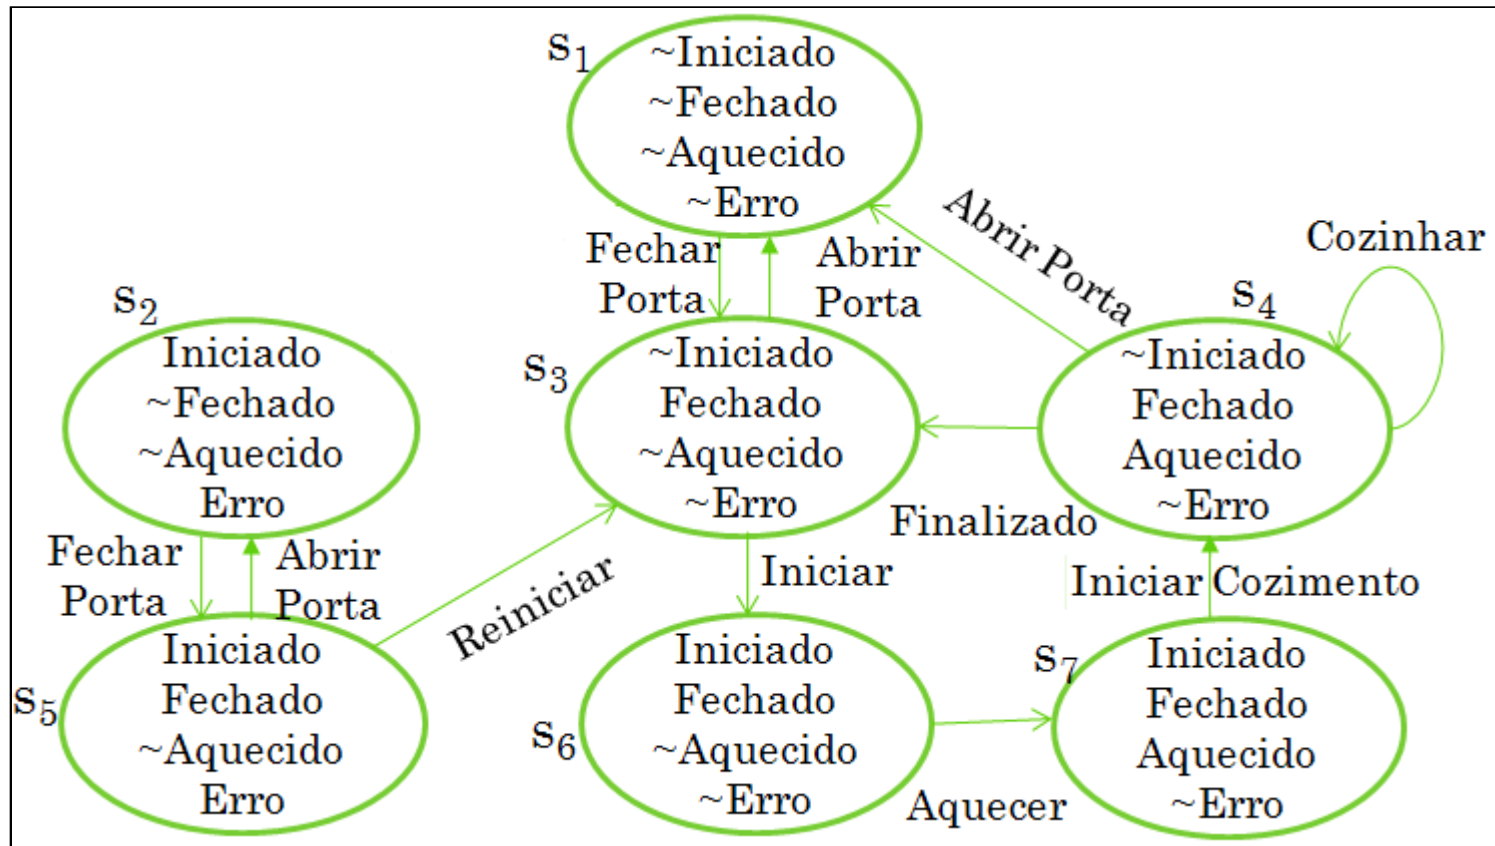 s1
~Iniciado
~Fechado
~Aquecido
~Erro
Fechar
Porta
Abrir
Porta
Abrir Porta
Cozinhar
s2
Iniciado
~Fechado
~Aquecido
Erro
s3
~Iniciado
Fechado
~Aquecido
~Erro
s4
~Iniciado
Fechado
Aquecido
~Erro
Finalizado
Fechar
Porta
Abrir
Porta
Reiniciar
Iniciar
Iniciar Cozimento
s5
Iniciado
Fechado
~Aquecido
Erro
s6
Iniciado
Fechado
~Aquecido
~Erro
Aquecer
s7
Iniciado
Fechado
Aquecido
~Erro